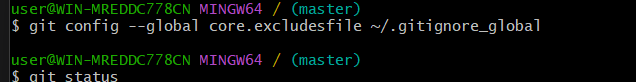 user@WIN-MREDDC778CN MINGW64 / (master)
$ git config --global core.excludesfile ~/.gitignore_global
user@WIN-MREDDC778CN MINGW64 / (master)
$ git status